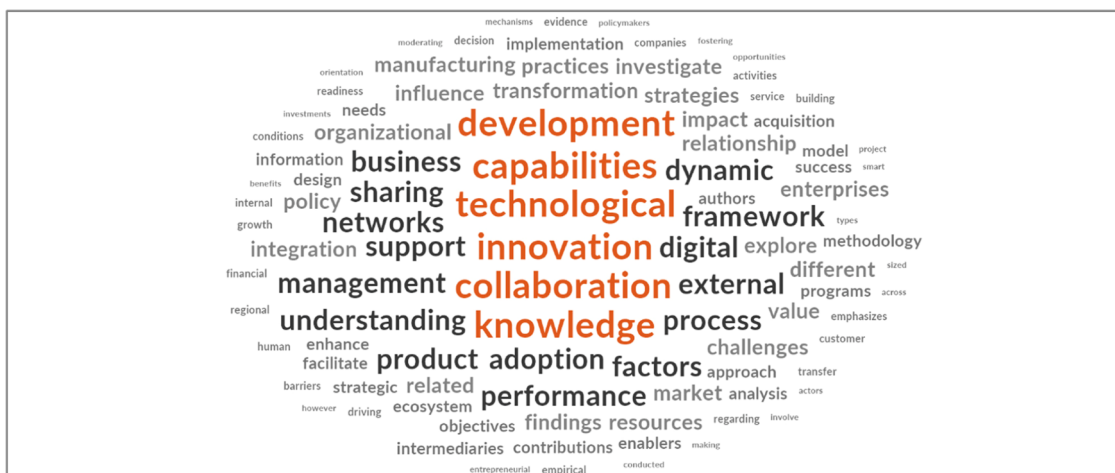 mechanisms evidence policymakers
moderating decision implementation companies fostering
manufacturing practices investigate opportunities
orientation activities
readiness influence transformation strategies service building
investments needs
conditions organizational development impact acquisition
relationship model project
information business capabilities dynamic success smart
benefits design sharing authors enterprises
internal policy technological framework types
growth networks
integration support innovation digital explore methodology
financial management collaboration external different sized
programs across
regional understanding knowledge process value emphasizes
human enhance challenges customer
facilitate product adoption factors approach transfer
barriers strategic related performance market analysis actors
however driving ecosystem
objectives findings resources regarding involve
intermediaries contributions enablers making
entrepreneurial empirical conducted